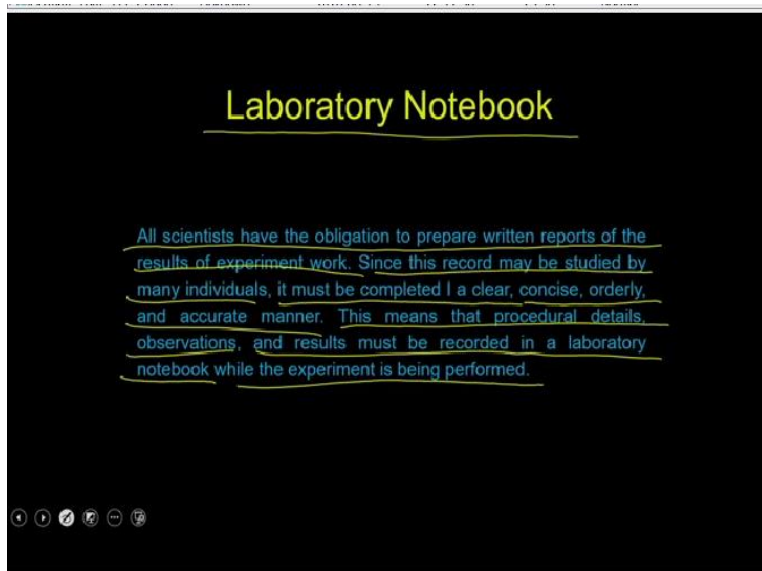 Laboratory Notebook
All scientists have the obligation to prepare written reports of the
results of experiment work. Since this record may be studied by
many individuals, it must be completed I a clear, concise, orderly,
and accurate manner. This means that procedural details,
observations, and results must be recorded in a laboratory
notebook while the experiment is being performed.